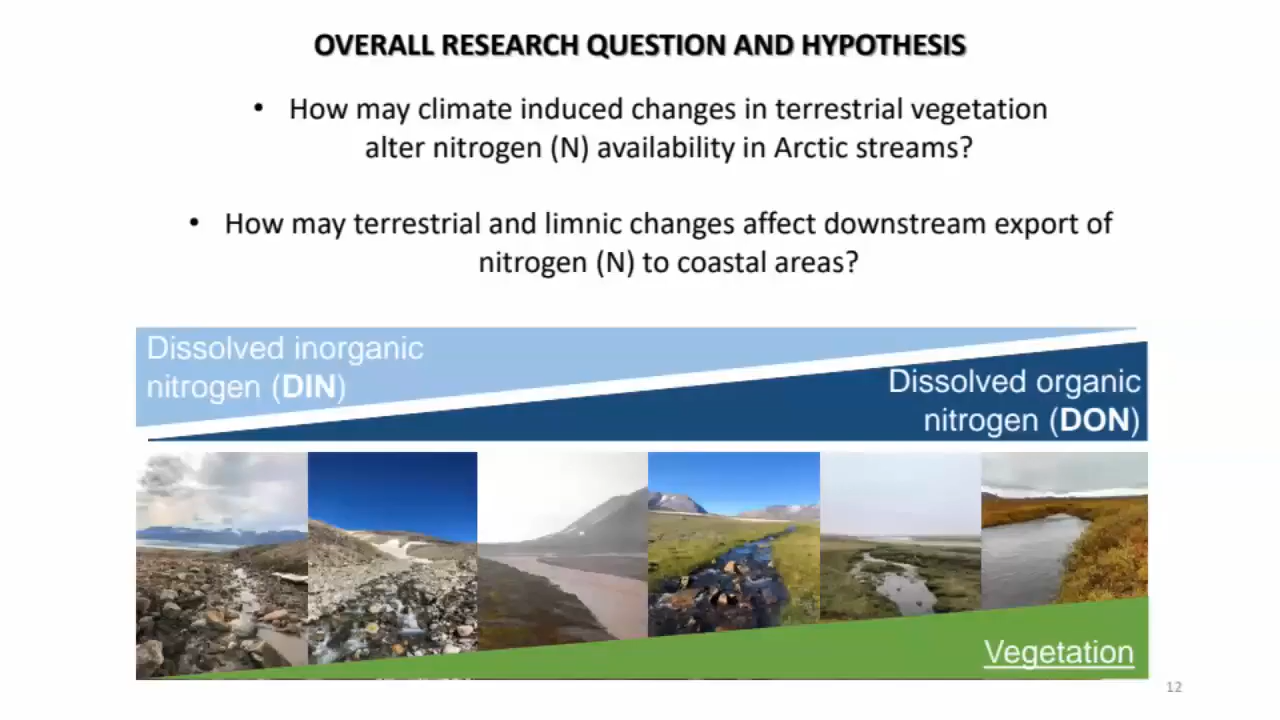 OVERALL RESEARCH QUESTION AND HYPOTHESIS
• How may climate induced changes in terrestrial vegetation
alter nitrogen (N) availability in Arctic streams?
• How may terrestrial and limnic changes affect downstream export of
nitrogen (N) to coastal areas?
Dissolved inorganic
nitrogen (DIN)
Dissolved organic
nitrogen (DON)
Vegetation
12